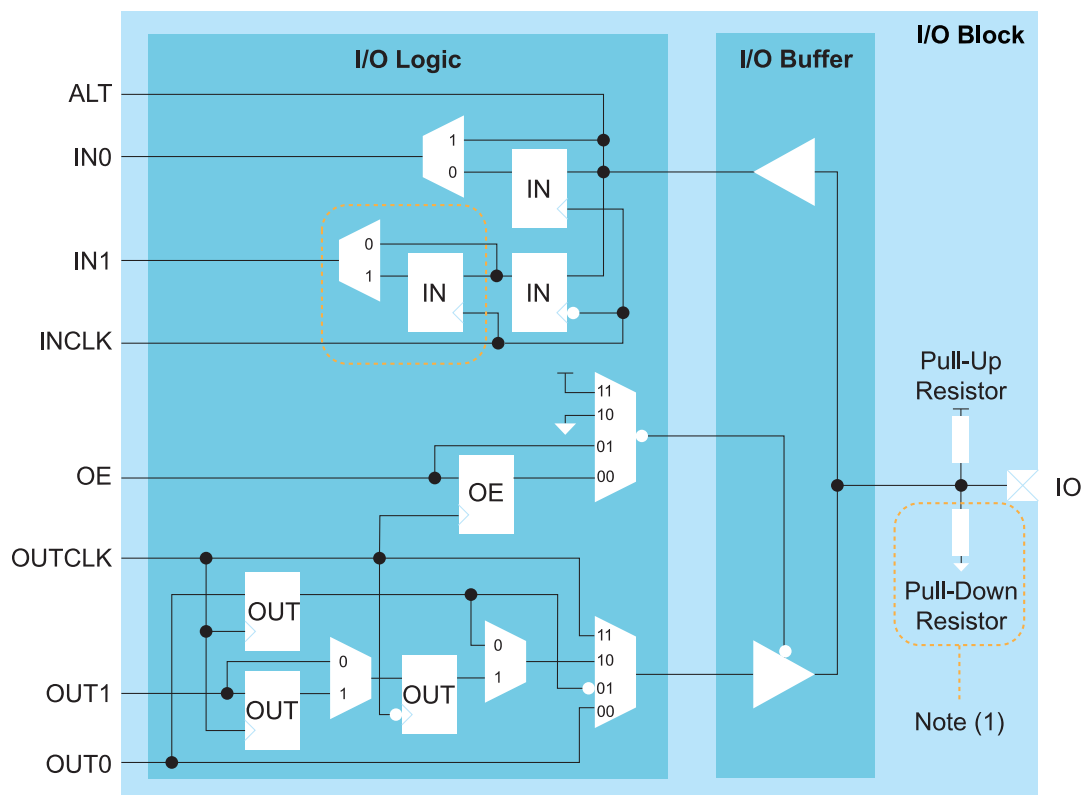 I/O Block
I/O Logic
I/O Buffer
ALT
1
IN0
0
IN
0
IN1
1
IN
IN
INCLK
Pull-Up
Resistor
11
10
01
OE
00
OE
IO
OUTCLK
Pull-Down
Resistor
OUT
11
0
10
0
1
01
OUT1
1
OUT
OUT
00
Note (1)
OUT0